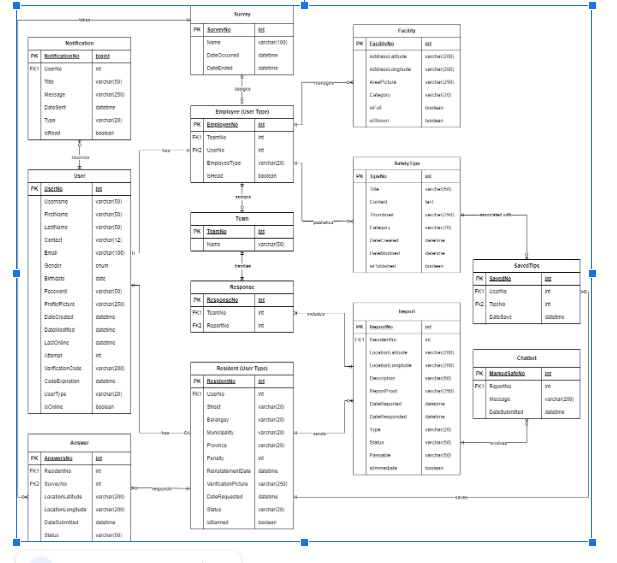 takes
Survey
PK SurveyNo int
Name varchar(100)
DateOccurred datetime
DateEnded datetime
Notification
PK NotificationNo bigint
FK1 UserNo int
Title varchar(50)
Message varchar(250)
DateSent datetime
Type varchar(20)
isRead boolean
Facility
PK FacilityNo int
AddressLatitude varchar(200)
AddressLongitude varchar(200)
AreaPicture varchar(250)
Category varchar(20)
isFull boolean
isShown boolean
assigns
manages
Employee (User Type)
PK EmployeeNo int
FK1 TeamNo int
FK2 UserNo int
EmployeeType varchar(20)
isHead boolean
receives
has
User
PK UserNo int
Username varchar(50)
FirstName varchar(50)
LastName varchar(50)
Contact varchar(12)
Email varchar(100)
Gender enum
Birthdate date
Password varchar(50)
ProfilePicture varchar(250)
DateCreated datetime
DateModified datetime
LastOnline datetime
Attempt int
VerificationCode varchar(200)
CodeExpiration datetime
UserType varchar(20)
isOnline boolean
SafetyTips
PK TipsNo int
Title varchar(50)
Content text
Thumbnail varchar(250)
Category varchar(20)
DateCreated datetime
DateModified datetime
isPublished boolean
assigns
publishes
associated with
Team
PK TeamNo int
Name varchar(50)
handles
SavedTips
PK SavedNo int
FK1 UserNo int
FK2 TipsNo int
DateSave datetime
Response
PK ResponseNo int
FK1 TeamNo int
FK2 ReportNo int
includes
Report
PK ReportNo int
FK1 ResidentNo int
LocationLatitude varchar(200)
LocationLongitude varchar(200)
Description varchar(50)
ReportProof varchar(250)
DateReported datetime
DateResponded datetime
Type varchar(20)
Status varchar(50)
Passable varchar(50)
isImmediate boolean
Chatbot
PK MarkedSafeNo int
FK1 ReportNo int
Message varchar(200)
DateSubmitted datetime
involves
Resident (User Type)
PK ResidentNo int
FK1 UserNo int
Street varchar(20)
Barangay varchar(20)
Municipality varchar(20)
Province varchar(20)
Penalty int
ReinstatementDate datetime
VerificationPicture varchar(250)
DateRequested datetime
Status varchar(20)
isBanned boolean
has
sends
Answer
PK AnswersNo int
FK1 ResidentNo int
FK2 SurveyNo int
LocationLatitude varchar(200)
LocationLongitude varchar(200)
DateSubmitted datetime
Status varchar(50)
responds